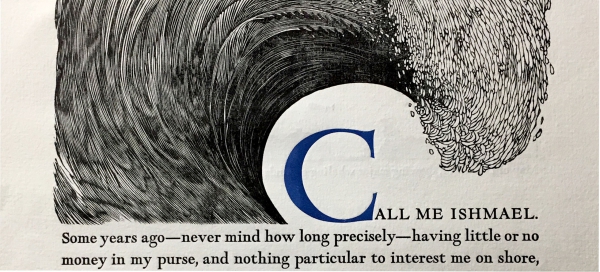 CALL ME ISHMAEL.
Some years ago—never mind how long precisely—having little or no
money in my purse, and nothing particular to interest me on shore,